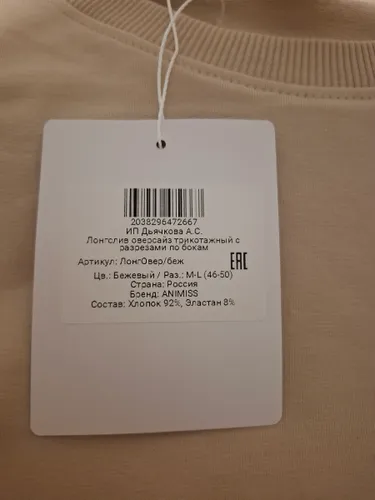 2038296472667
ИП Дьячкова А.С.
Лонгслив оверсайз трикотажный с
разрезами по бокам
Артикул: ЛонгОвер/беж
EAC
Цв.: Бежевый / Раз.: M-L (46-50)
Страна: Россия
Бренд: ANIMISS
Состав: Хлопок 92%, Эластан 8%